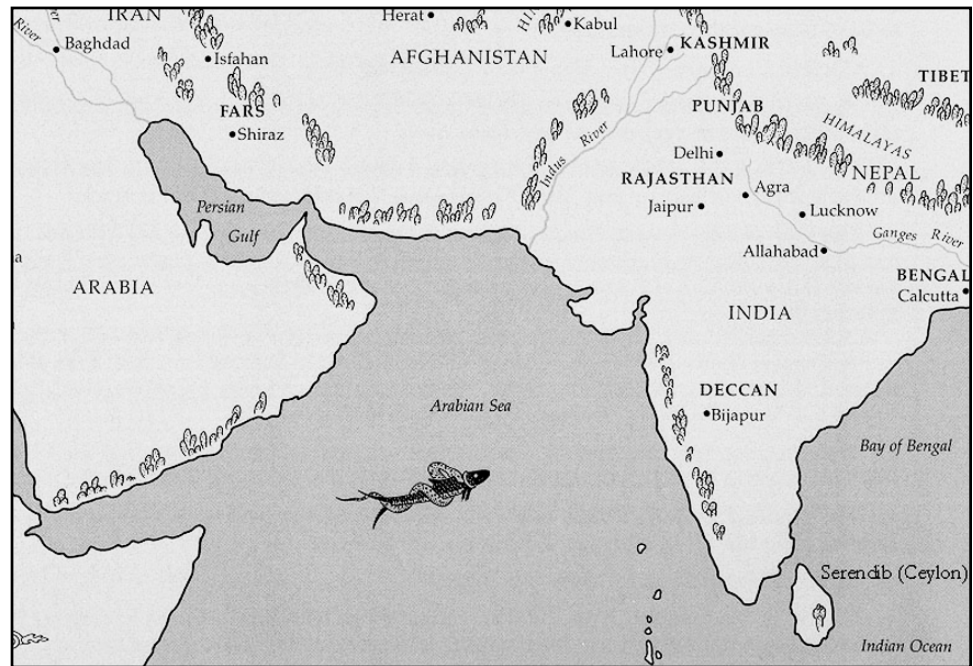 IRAN
Herat
HI
Kabul
River
Baghdad
Isfahan
AFGHANISTAN
Lahore
KASHMIR
TIBET
FARS
Shiraz
PUNJAB
HIMALAYAS
Indus River
Delhi
NEPAL
RAJASTHAN
Agra
Persian
Gulf
Jaipur
Lucknow
Ganges River
Allahabad
BENGAL
Calcutta
ARABIA
INDIA
DECCAN
Bijapur
Arabian Sea
Bay of Bengal
Serendib (Ceylon)
Indian Ocean